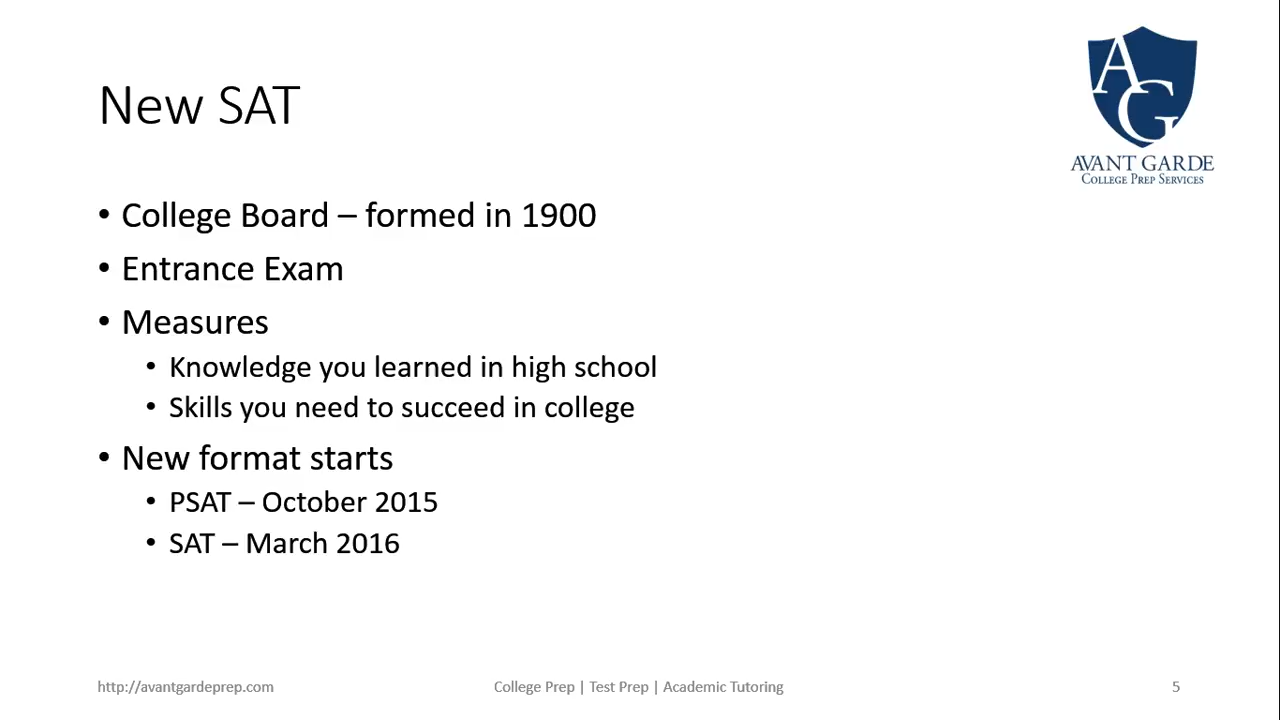 New SAT
AG
AVANT GARDE
COLLEGE PREP SERVICES
• College Board – formed in 1900
• Entrance Exam
• Measures
• Knowledge you learned in high school
• Skills you need to succeed in college
• New format starts
• PSAT – October 2015
• SAT – March 2016
http://avantgardeprep.com
College Prep | Test Prep | Academic Tutoring
5